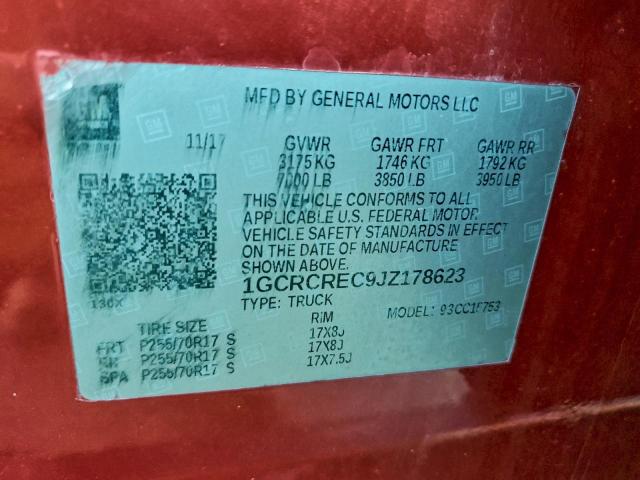 MFD BY GENERAL MOTORS LLC
11/17 GVWR GAWR FRT GAWR RR
3175 KG 1746 KG 1792 KG
7000 LB 3850 LB 3950 LB
THIS VEHICLE CONFORMS TO ALL
APPLICABLE U.S. FEDERAL MOTOR
VEHICLE SAFETY STANDARDS IN EFFECT
ON THE DATE OF MANUFACTURE
SHOWN ABOVE.
1GCRCREC9JZ178623
TYPE: TRUCK MODEL:
TIRE SIZE RIM
FRT P255/70R17 S 17X8J
RR P255/70R17 S 17X8J
SPA P255/70R17 S 17X7.5J